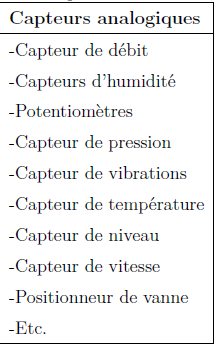 Capteurs analogiques
-Capteur de débit
-Capteurs d'humidité
-Potentiomètres
-Capteur de pression
-Capteur de vibrations
-Capteur de température
-Capteur de niveau
-Capteur de vitesse
-Positionneur de vanne
-Etc.